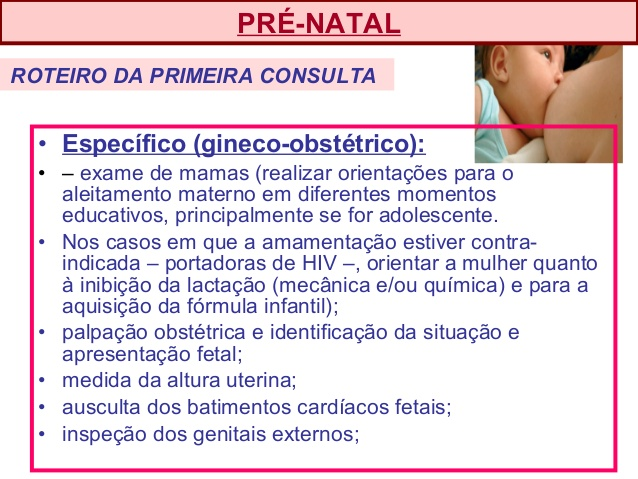 PRÉ-NATAL
ROTEIRO DA PRIMEIRA CONSULTA
• Específico (gineco-obstétrico):
• – exame de mamas (realizar orientações para o
aleitamento materno em diferentes momentos
educativos, principalmente se for adolescente.
• Nos casos em que a amamentação estiver contra-
indicada – portadoras de HIV –, orientar a mulher quanto
à inibição da lactação (mecânica e/ou química) e para a
aquisição da fórmula infantil);
• palpação obstétrica e identificação da situação e
apresentação fetal;
• medida da altura uterina;
• ausculta dos batimentos cardíacos fetais;
• inspeção dos genitais externos;